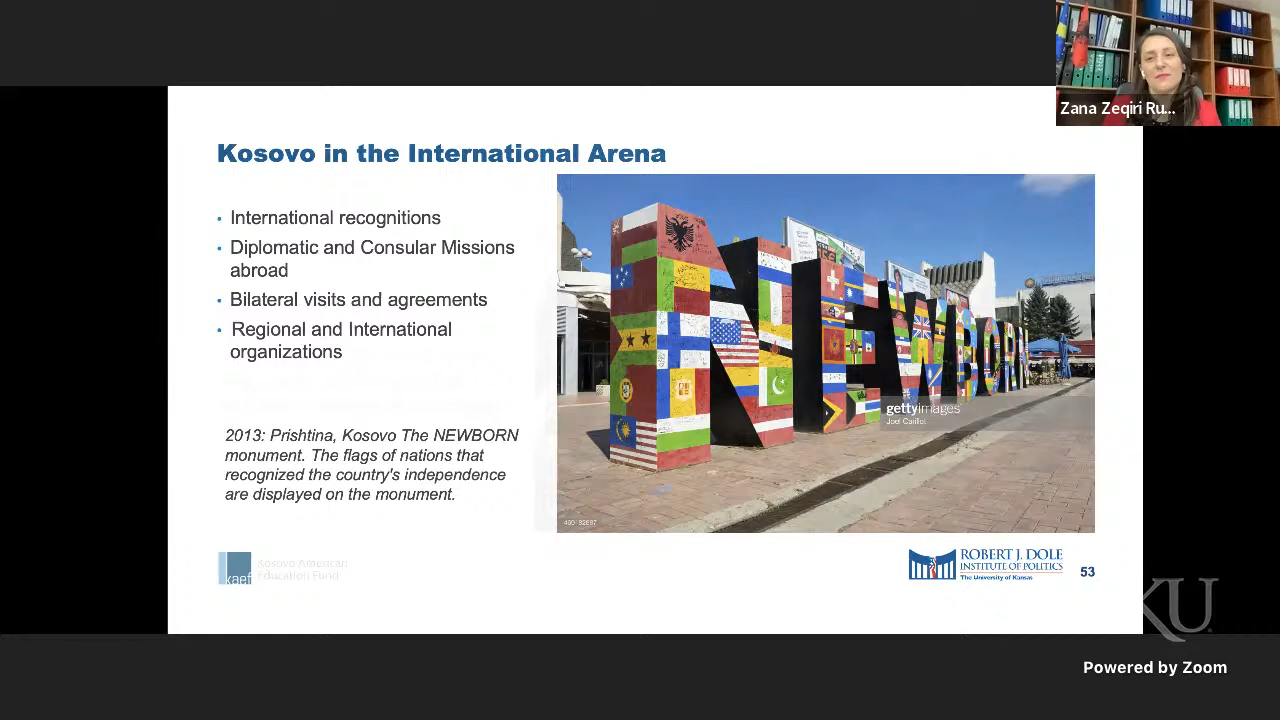 Zana Zeqiri Ru...
Kosovo in the International Arena
• International recognitions
• Diplomatic and Consular Missions
abroad
• Bilateral visits and agreements
• Regional and International
organizations
2013: Prishtina, Kosovo The NEWBORN
monument. The flags of nations that
recognized the country's independence
are displayed on the monument.
NEWBORN
gettyimages
Joel Carillet
kaef
Kosovo American
Education Fund
ROBERT J. DOLE
INSTITUTE OF POLITICS
The University of Kansas
53
KU
Powered by Zoom